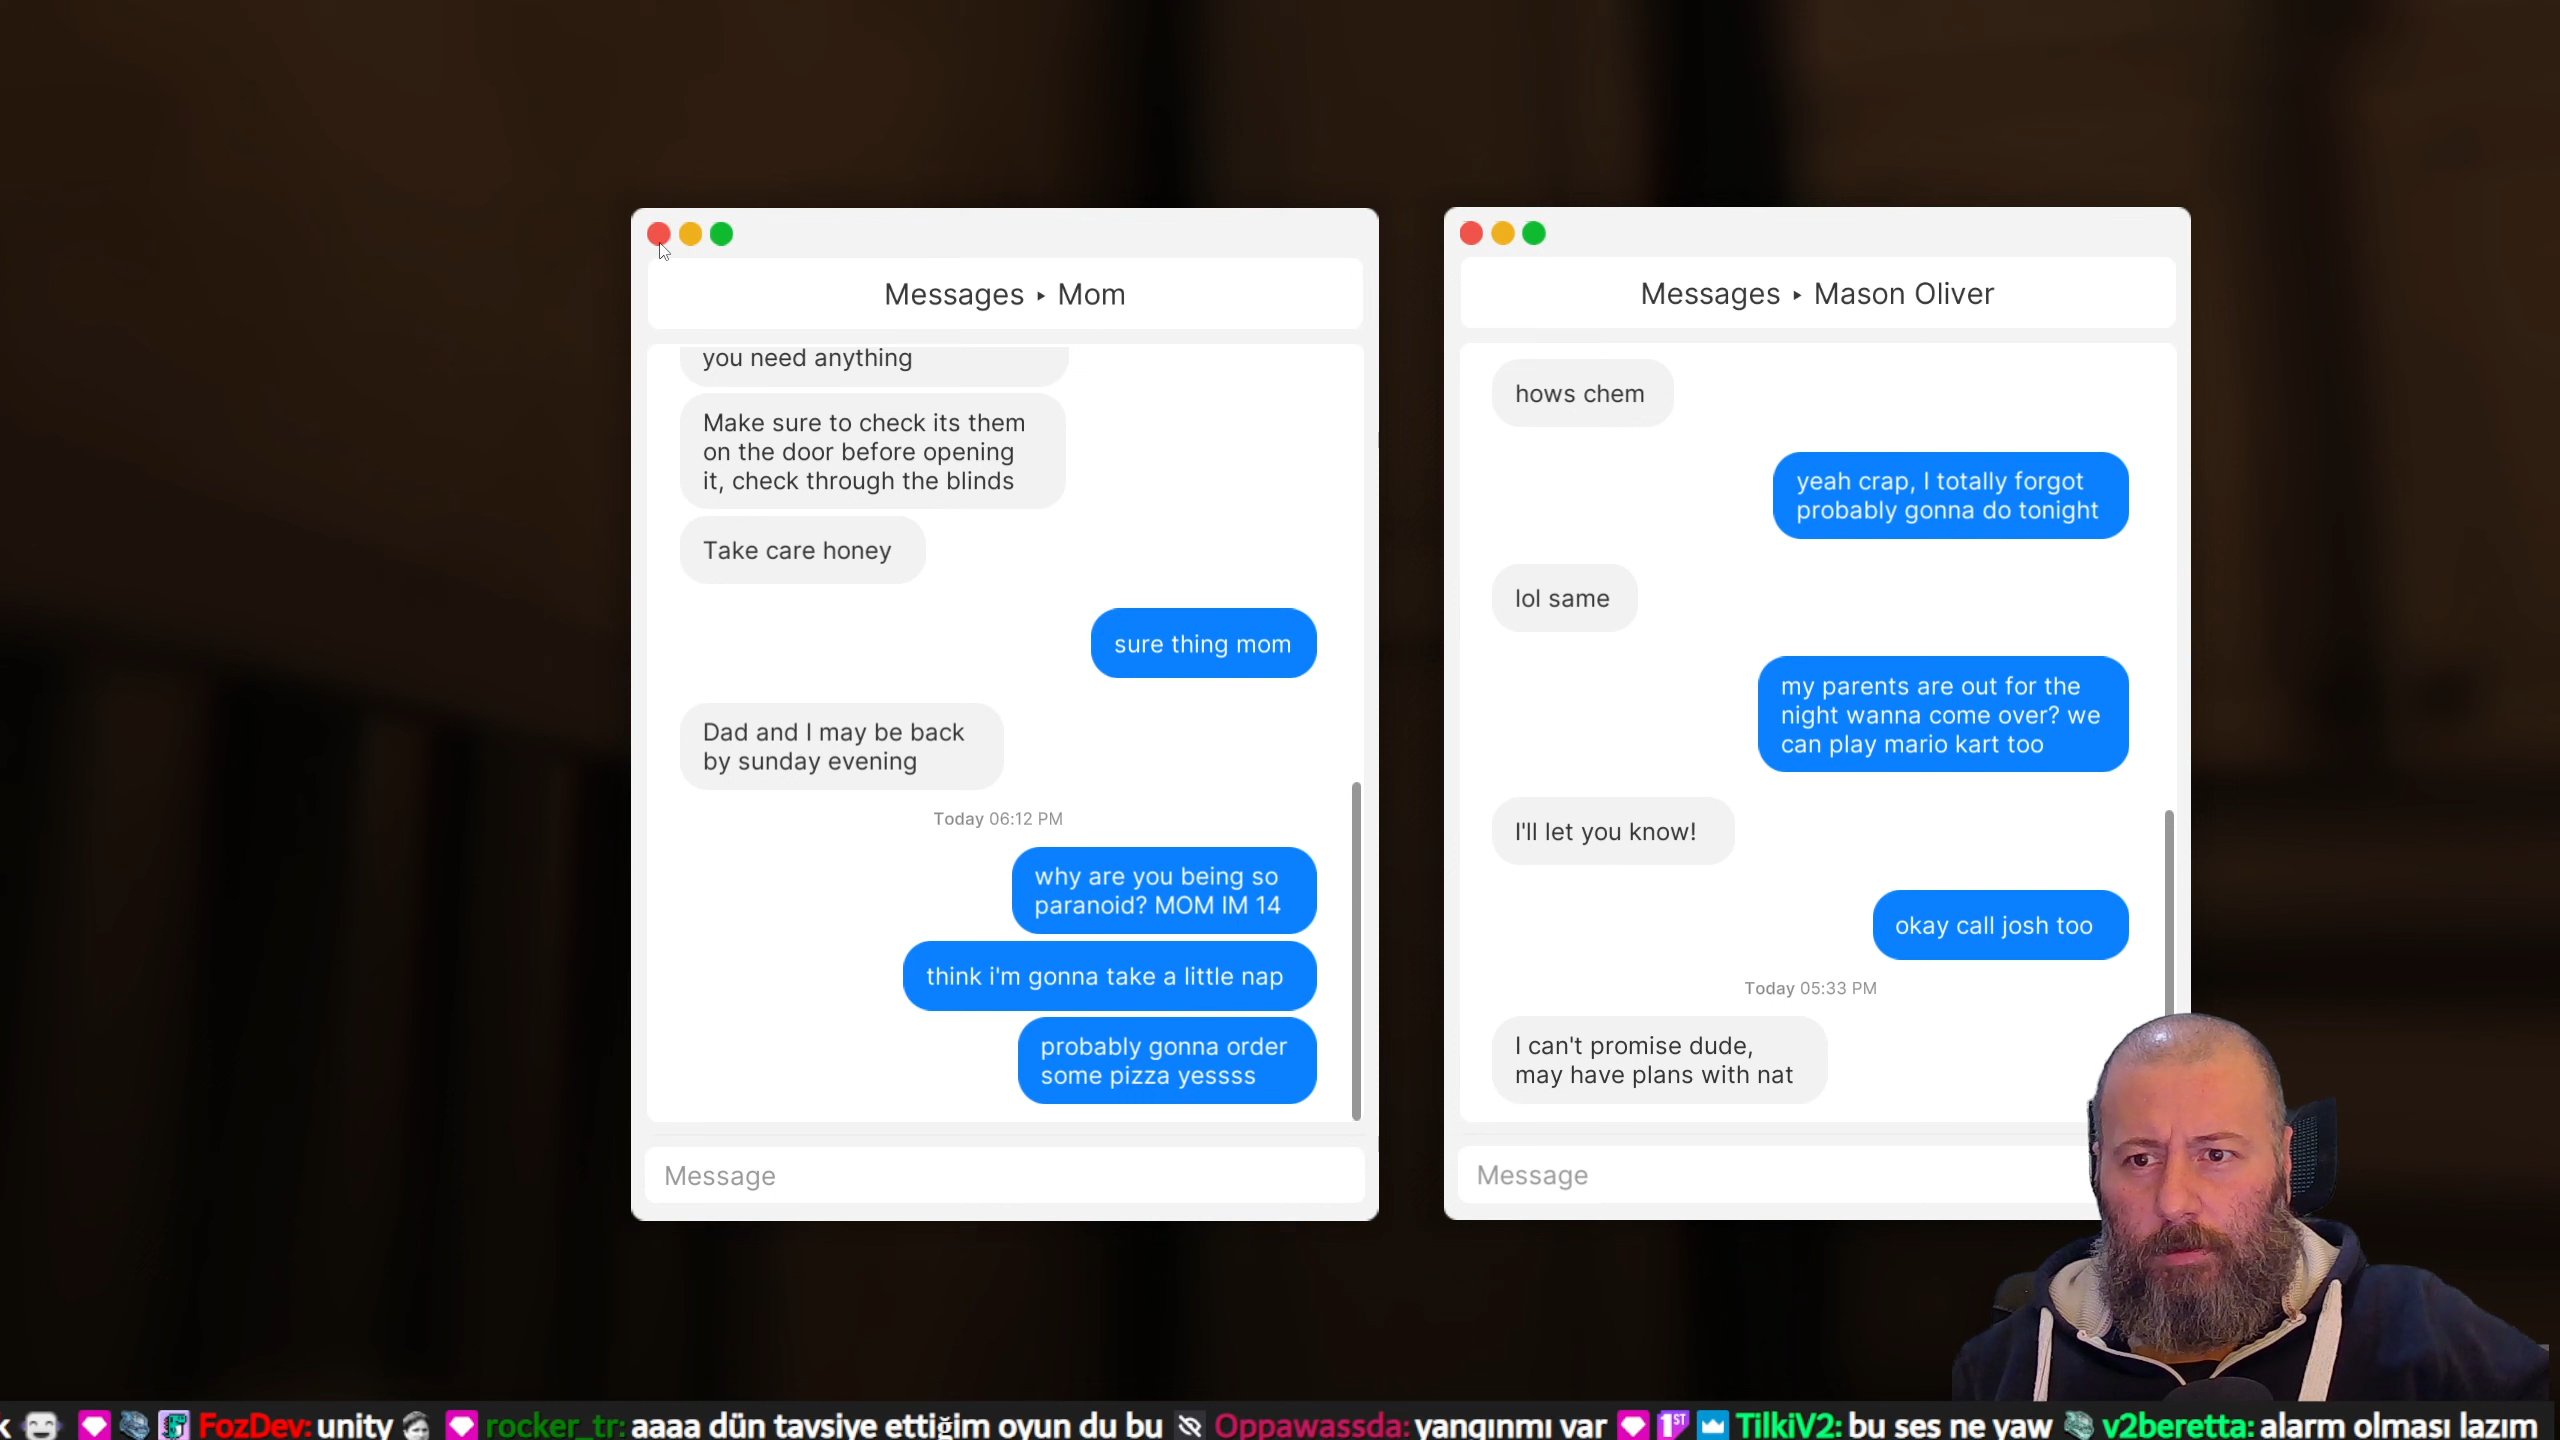 Messages ▸ Mom
you need anything
Make sure to check its them
on the door before opening
it, check through the blinds
Take care honey
sure thing mom
Dad and I may be back
by sunday evening
Today 06:12 PM
why are you being so
paranoid? MOM IM 14
think i'm gonna take a little nap
probably gonna order
some pizza yessss
Message
Messages ▸ Mason Oliver
hows chem
yeah crap, I totally forgot
probably gonna do tonight
lol same
my parents are out for the
night wanna come over? we
can play mario kart too
I'll let you know!
okay call josh too
Today 05:33 PM
I can't promise dude,
may have plans with nat
Message
k FozDev: unity rocker_tr: aaaa dün tavsiye ettiğim oyun du bu Oppawassda: yangınmı var 1ST TilkiV2: bu ses ne yaw v2beretta: alarm olması lazım